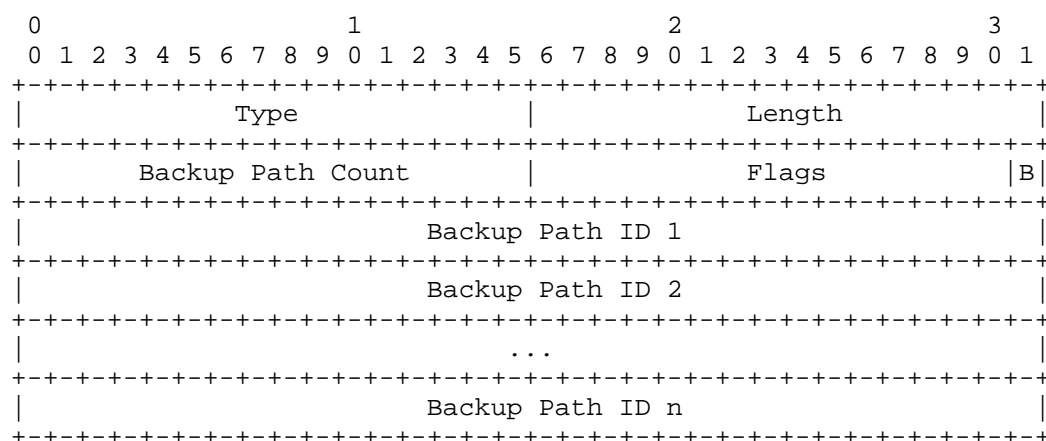 0                   1                   2                   3
 0 1 2 3 4 5 6 7 8 9 0 1 2 3 4 5 6 7 8 9 0 1 2 3 4 5 6 7 8 9 0 1
+-+-+-+-+-+-+-+-+-+-+-+-+-+-+-+-+-+-+-+-+-+-+-+-+-+-+-+-+-+-+-+-+
|             Type              |             Length            |
+-+-+-+-+-+-+-+-+-+-+-+-+-+-+-+-+-+-+-+-+-+-+-+-+-+-+-+-+-+-+-+-+
|       Backup Path Count       |             Flags           |B|
+-+-+-+-+-+-+-+-+-+-+-+-+-+-+-+-+-+-+-+-+-+-+-+-+-+-+-+-+-+-+-+-+
|                         Backup Path ID 1                      |
+-+-+-+-+-+-+-+-+-+-+-+-+-+-+-+-+-+-+-+-+-+-+-+-+-+-+-+-+-+-+-+-+
|                         Backup Path ID 2                      |
+-+-+-+-+-+-+-+-+-+-+-+-+-+-+-+-+-+-+-+-+-+-+-+-+-+-+-+-+-+-+-+-+
|                              ...                              |
+-+-+-+-+-+-+-+-+-+-+-+-+-+-+-+-+-+-+-+-+-+-+-+-+-+-+-+-+-+-+-+-+
|                         Backup Path ID n                      |
+-+-+-+-+-+-+-+-+-+-+-+-+-+-+-+-+-+-+-+-+-+-+-+-+-+-+-+-+-+-+-+-+